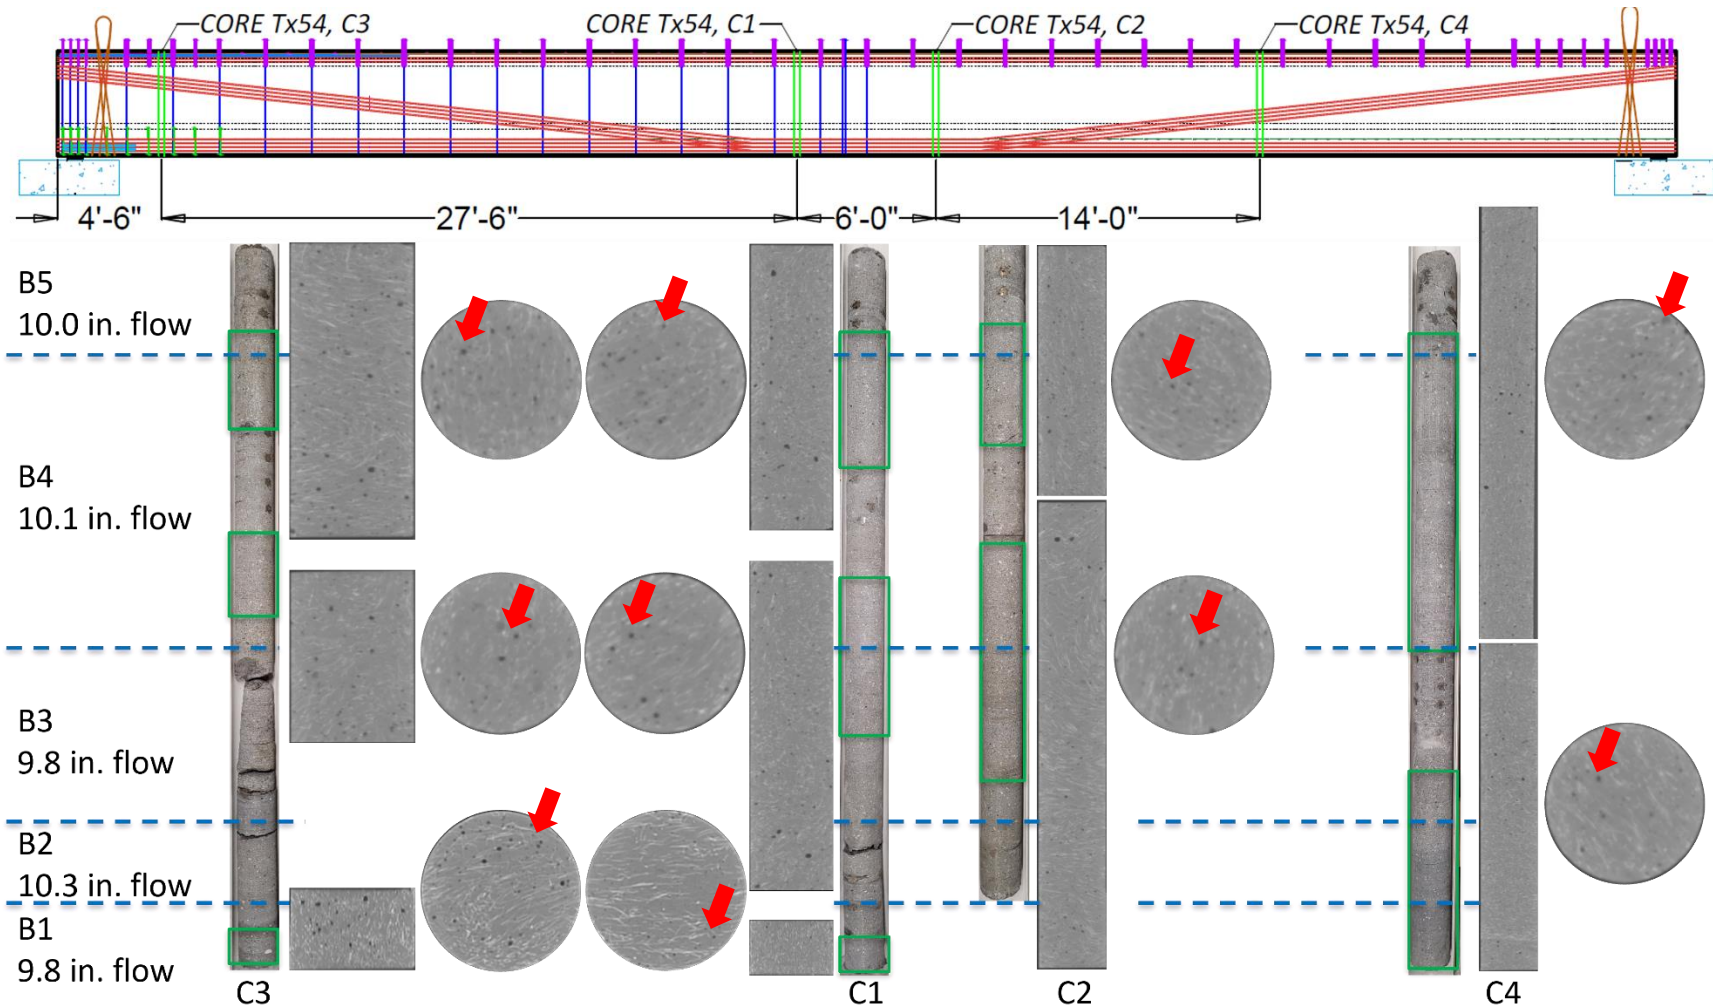 CORE Tx54, C3
CORE Tx54, C1
CORE Tx54, C2
CORE Tx54, C4
4'-6"
27'-6"
6'-0"
14'-0"
B5
10.0 in. flow
B4
10.1 in. flow
B3
9.8 in. flow
B2
10.3 in. flow
B1
9.8 in. flow
C3
C1
C2
C4